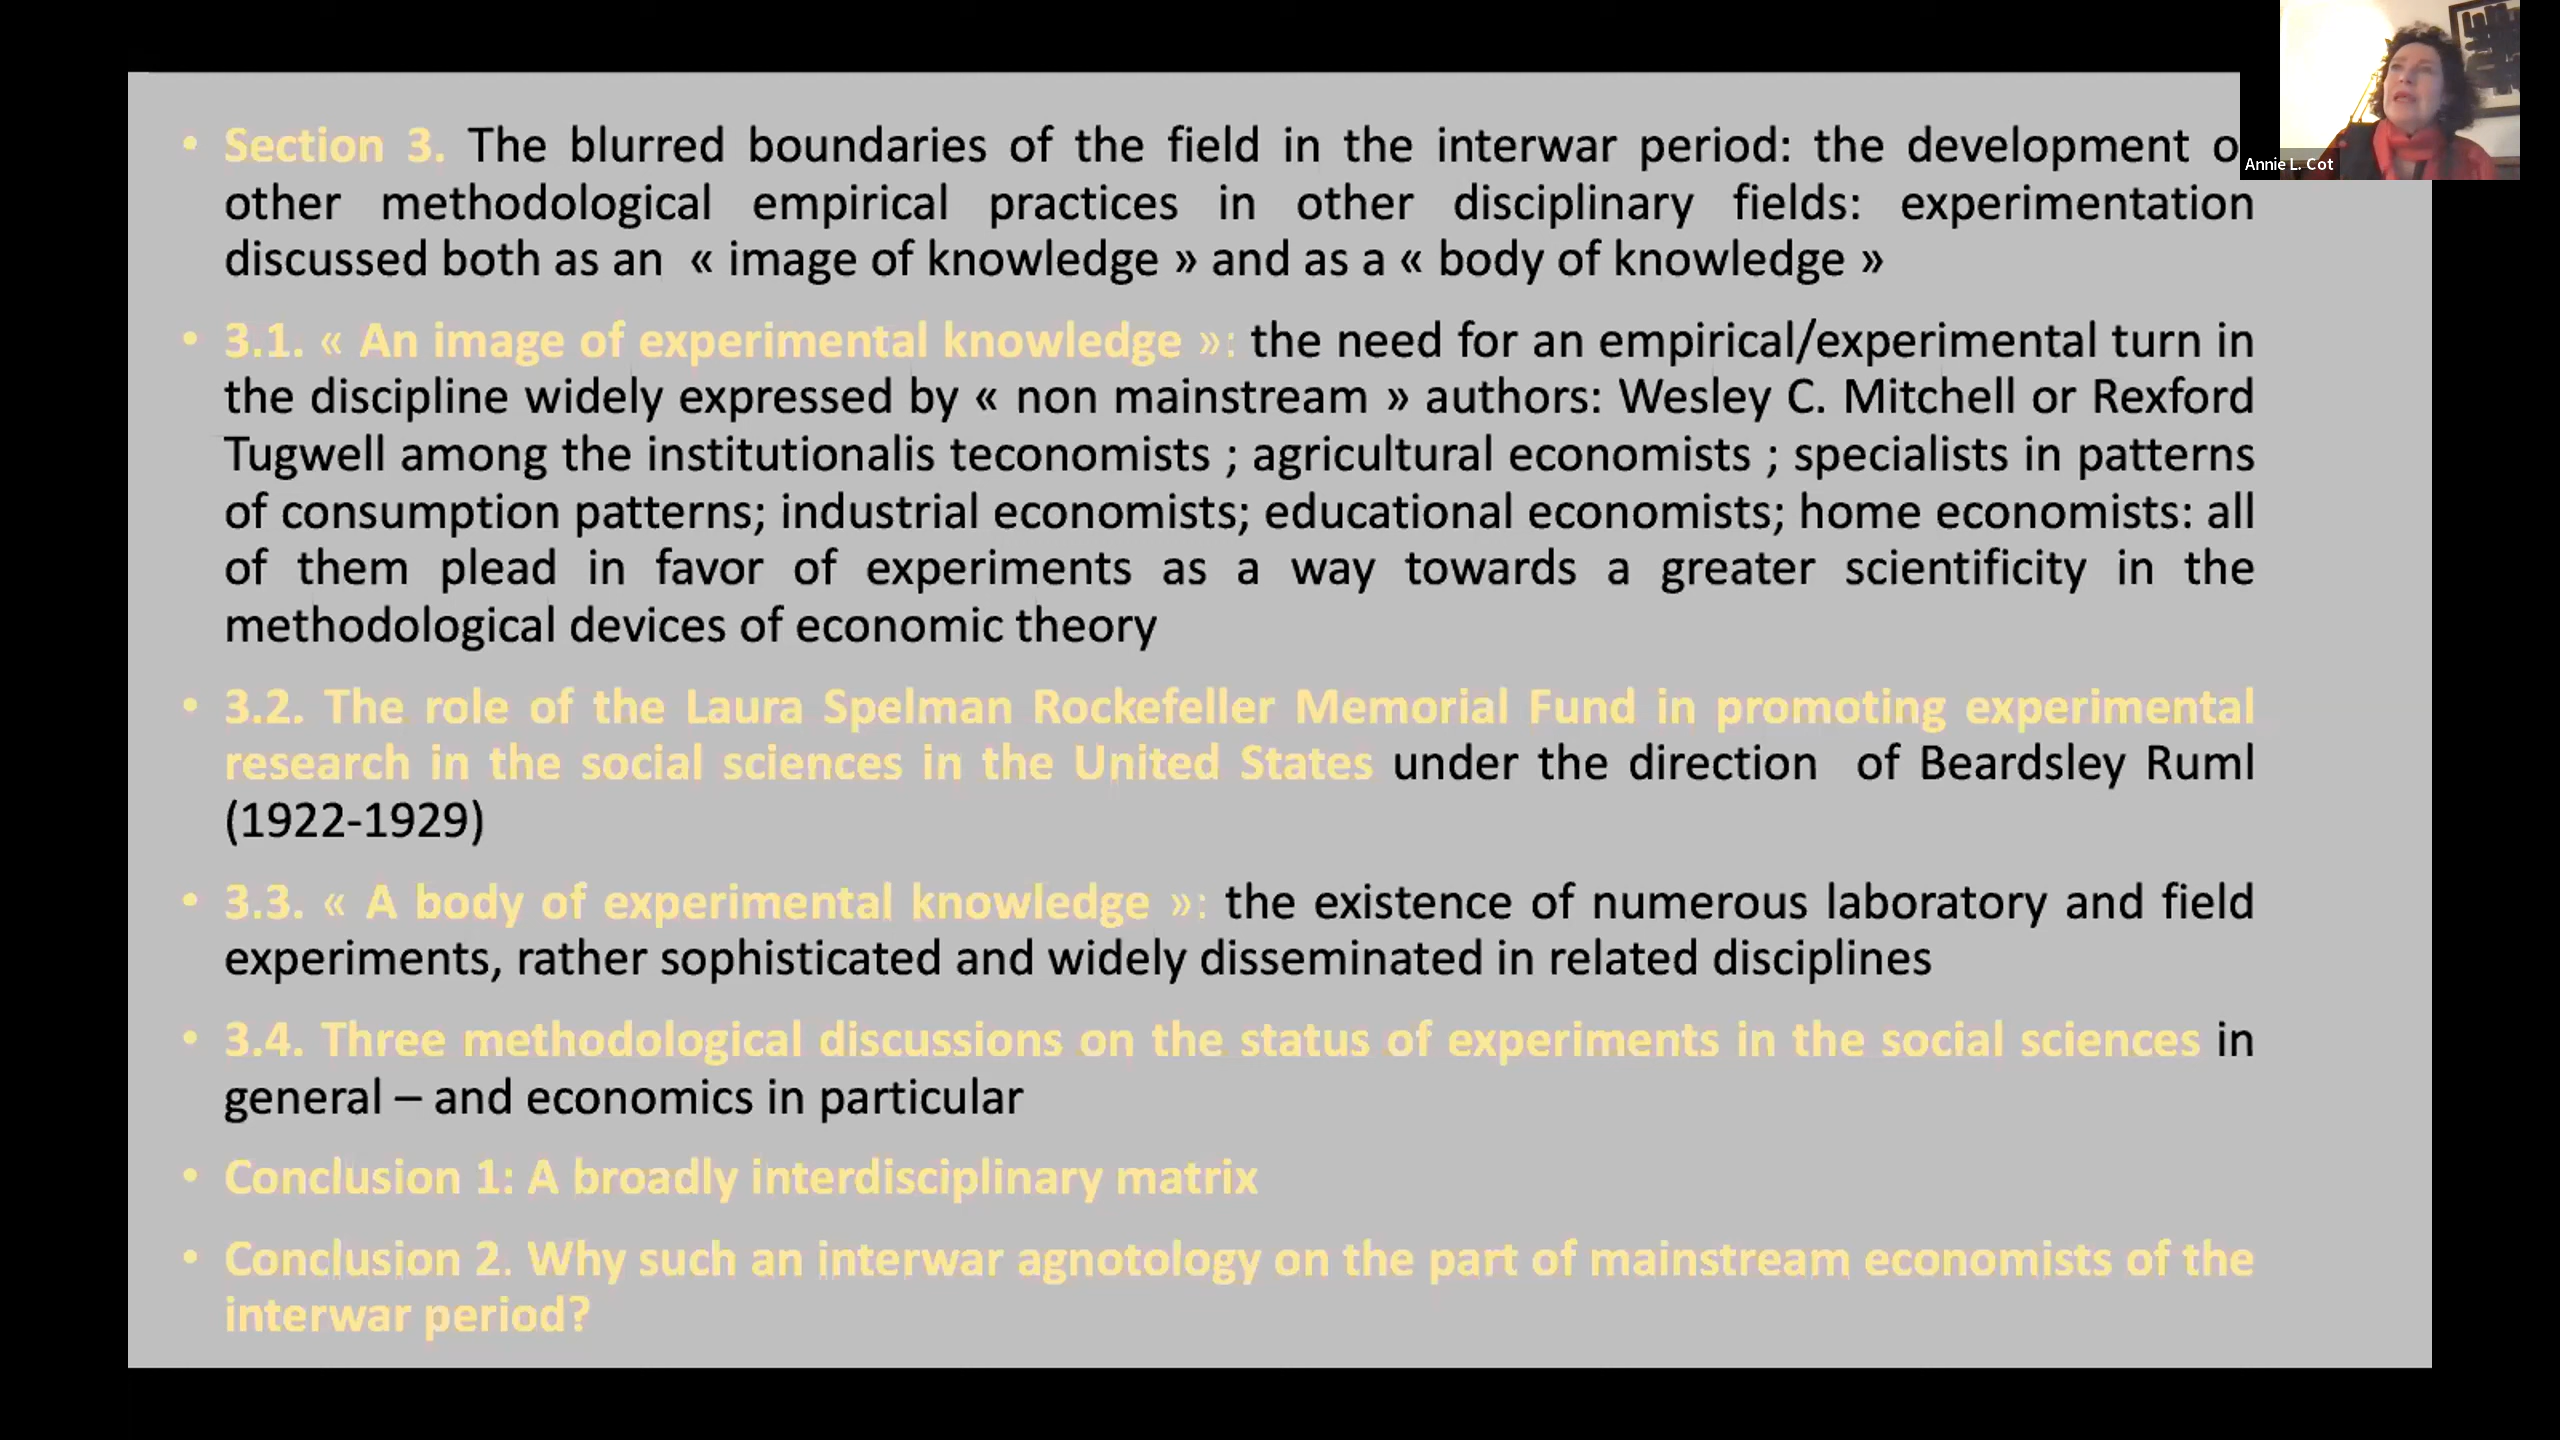 • Section 3. The blurred boundaries of the field in the interwar period: the development o
other methodological empirical practices in other disciplinary fields: experimentation
discussed both as an « image of knowledge » and as a « body of knowledge »
• 3.1. « An image of experimental knowledge »: the need for an empirical/experimental turn in
the discipline widely expressed by « non mainstream » authors: Wesley C. Mitchell or Rexford
Tugwell among the institutionalis teconomists ; agricultural economists ; specialists in patterns
of consumption patterns; industrial economists; educational economists; home economists: all
of them plead in favor of experiments as a way towards a greater scientificity in the
methodological devices of economic theory
• 3.2. The role of the Laura Spelman Rockefeller Memorial Fund in promoting experimental
research in the social sciences in the United States under the direction of Beardsley Ruml
(1922-1929)
• 3.3. « A body of experimental knowledge »: the existence of numerous laboratory and field
experiments, rather sophisticated and widely disseminated in related disciplines
• 3.4. Three methodological discussions on the status of experiments in the social sciences in
general – and economics in particular
• Conclusion 1: A broadly interdisciplinary matrix
• Conclusion 2. Why such an interwar agnotology on the part of mainstream economists of the
interwar period?
Annie L. Cot